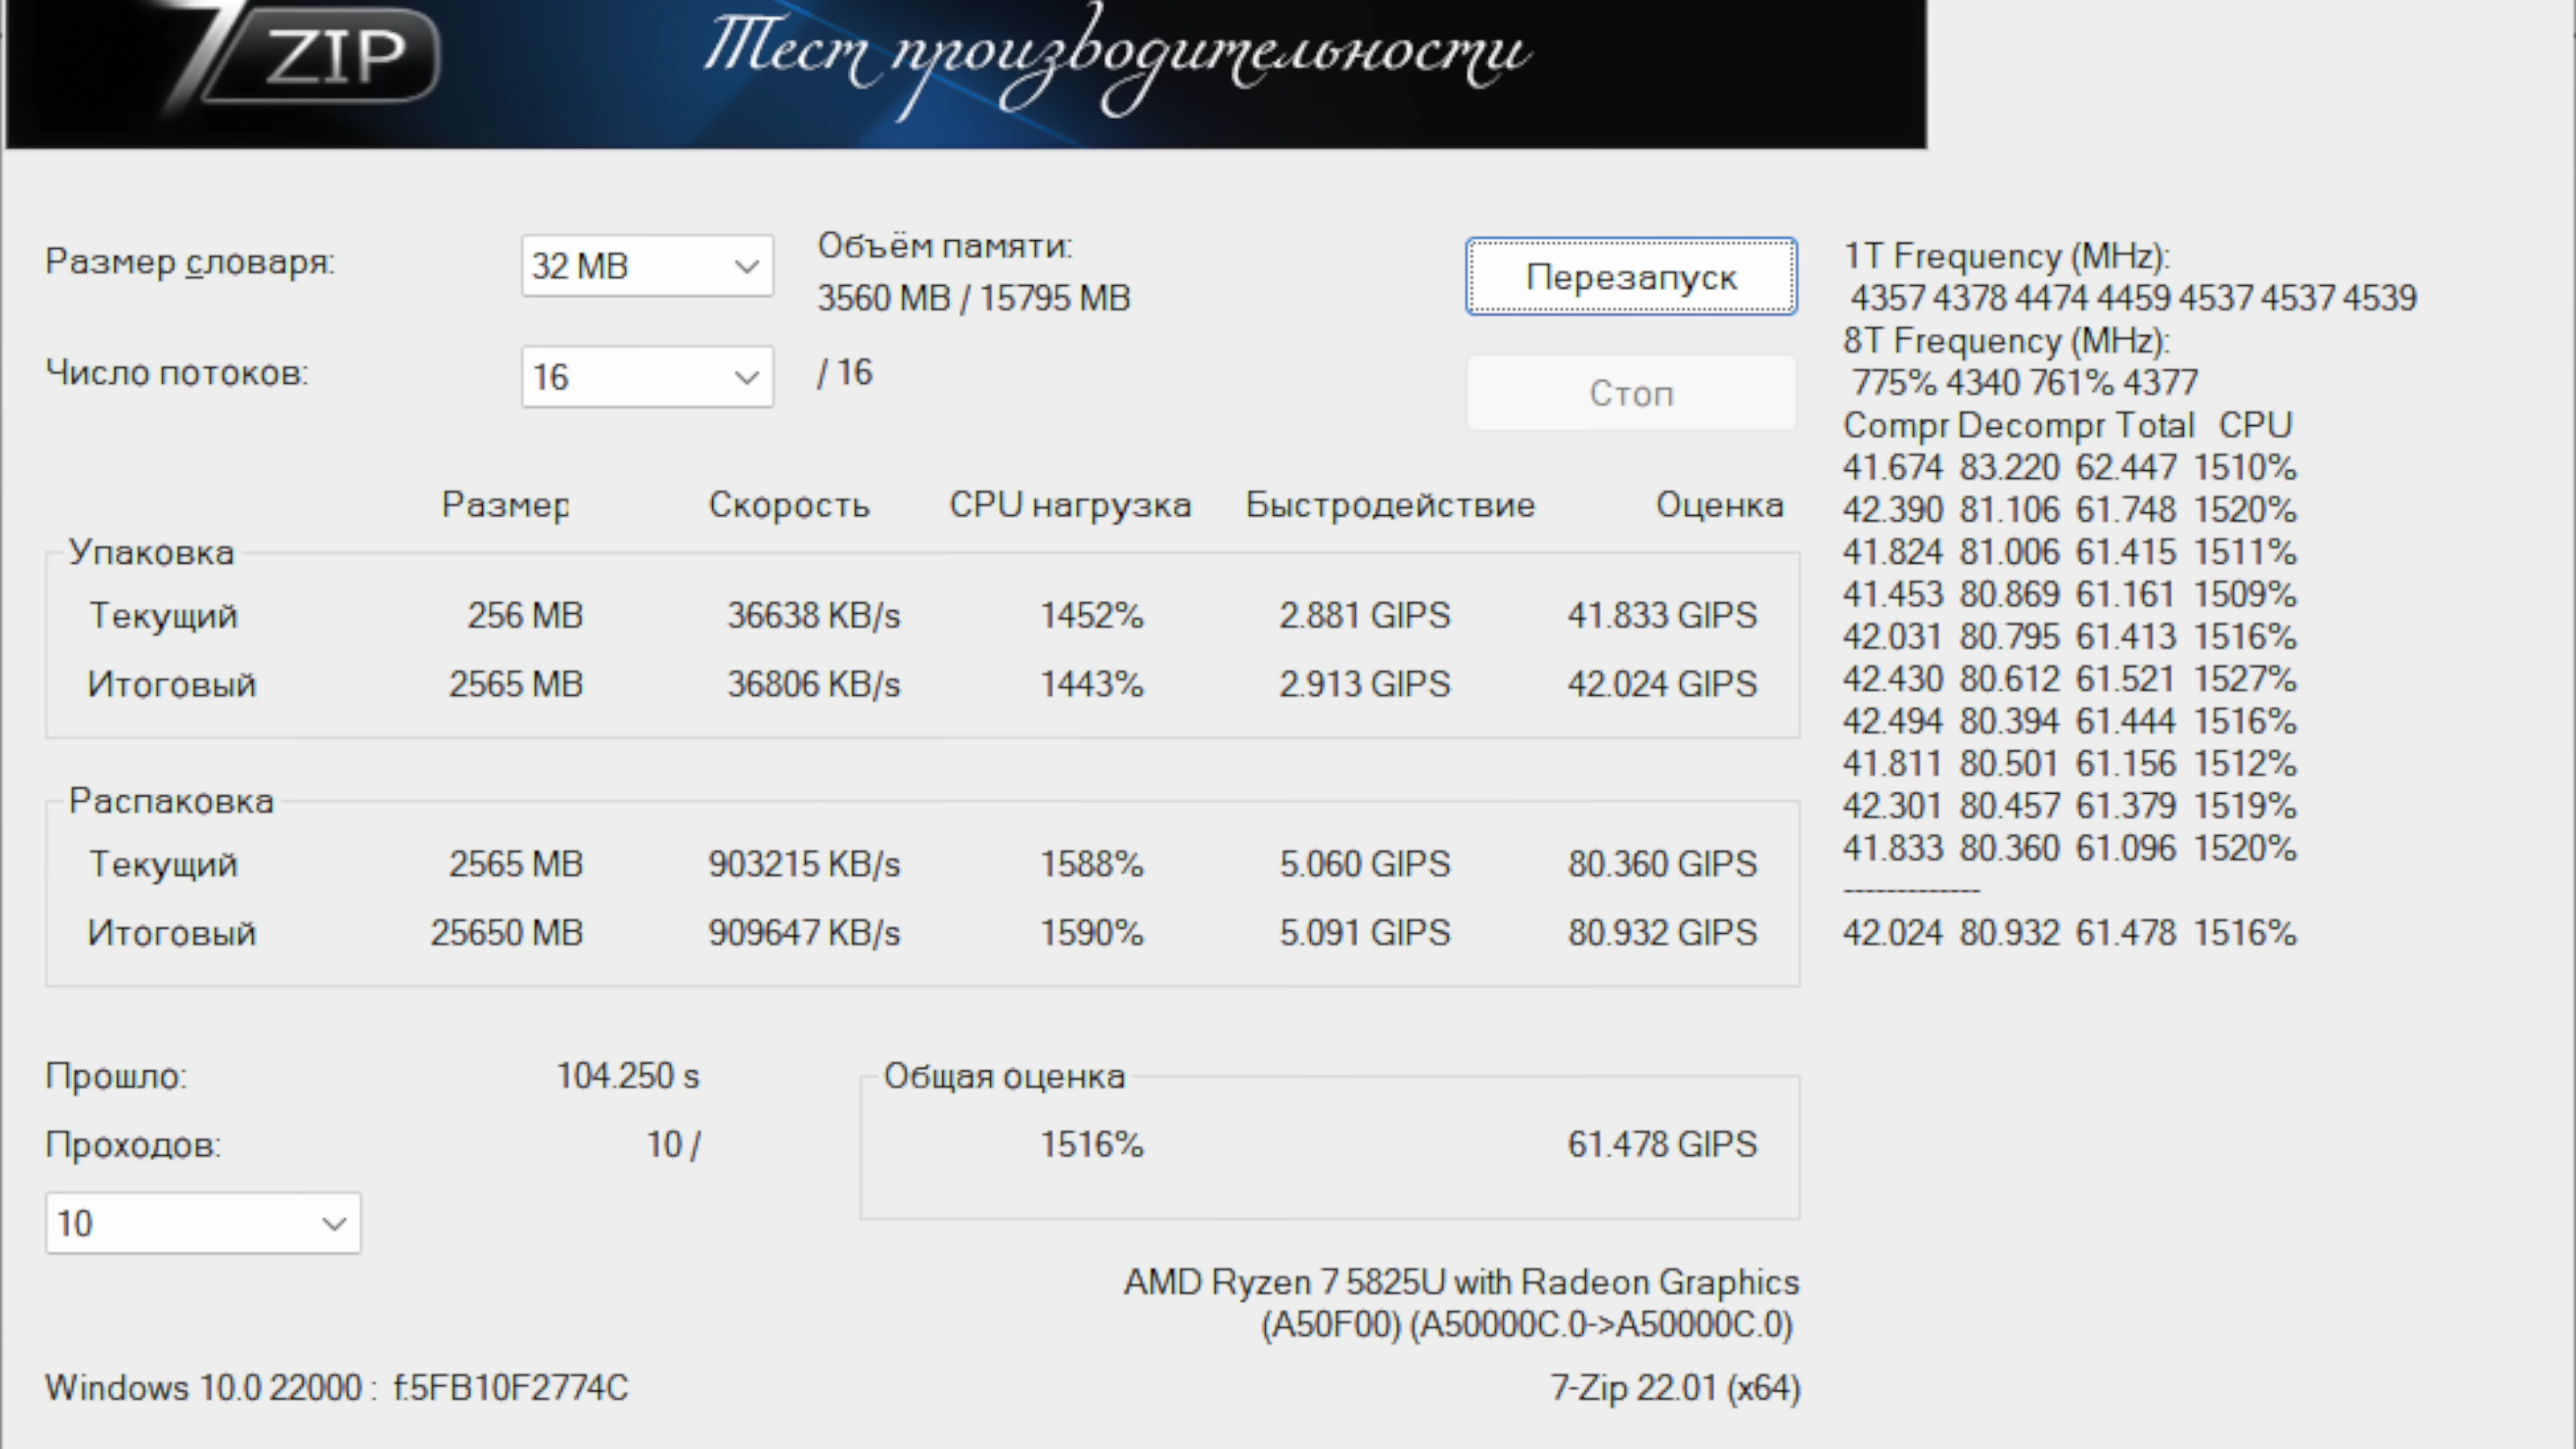 7 ZIP Тест производительности
Размер словаря: 32 MB Объём памяти:
3560 MB / 15795 MB
Перезапуск
Число потоков: 16 / 16
Стоп
Размер Скорость CPU нагрузка Быстродействие Оценка
Упаковка
Текущий 256 MB 36638 KB/s 1452% 2.881 GIPS 41.833 GIPS
Итоговый 2565 MB 36806 KB/s 1443% 2.913 GIPS 42.024 GIPS
Распаковка
Текущий 2565 MB 903215 KB/s 1588% 5.060 GIPS 80.360 GIPS
Итоговый 25650 MB 909647 KB/s 1590% 5.091 GIPS 80.932 GIPS
Прошло: 104.250 s
Проходов: 10 /
10
Общая оценка
1516% 61.478 GIPS
AMD Ryzen 7 5825U with Radeon Graphics
(A50F00) (A50000C.0->A50000C.0)
Windows 10.0 22000 : f:5FB10F2774C
7-Zip 22.01 (x64)
1T Frequency (MHz):
4357 4378 4474 4459 4537 4537 4539
8T Frequency (MHz):
775% 4340 761% 4377
Compr Decompr Total CPU
41.674 83.220 62.447 1510%
42.390 81.106 61.748 1520%
41.824 81.006 61.415 1511%
41.453 80.869 61.161 1509%
42.031 80.795 61.413 1516%
42.430 80.612 61.521 1527%
42.494 80.394 61.444 1516%
41.811 80.501 61.156 1512%
42.301 80.457 61.379 1519%
41.833 80.360 61.096 1520%
-------------
42.024 80.932 61.478 1516%